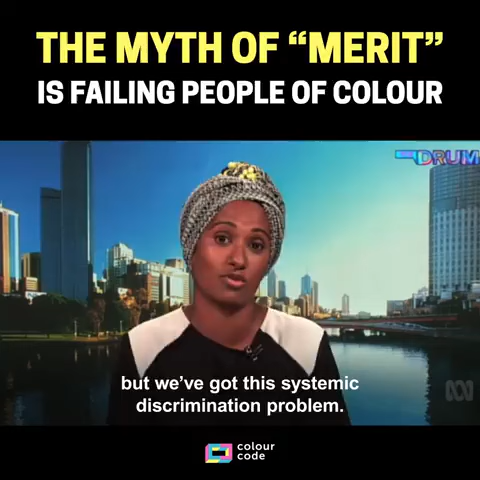 THE MYTH OF “MERIT”
IS FAILING PEOPLE OF COLOUR
DRUM
but we’ve got this systemic
discrimination problem.
ABC
colour
code